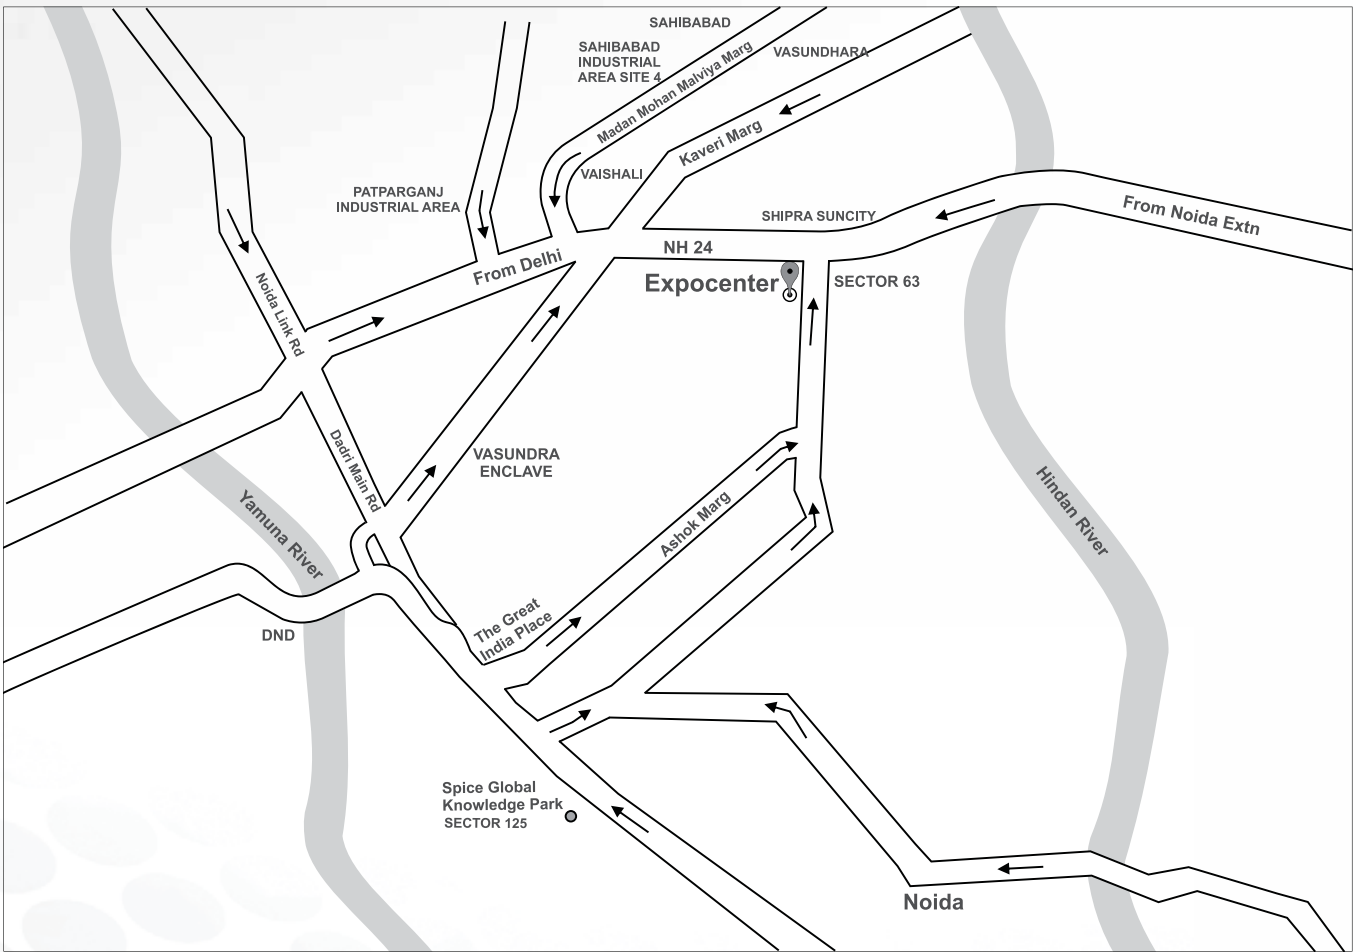 SAHIBABAD
SAHIBABAD
INDUSTRIAL
AREA SITE 4
Madan Mohan Malviya Marg
VASUNDHARA
Kaveri Marg
VAISHALI
PATPARGANJ
INDUSTRIAL AREA
SHIPRA SUNCITY
From Noida Extn
NH 24
From Delhi
Expocenter
SECTOR 63
Noida Link Rd
Dadri Main Rd
VASUNDRA
ENCLAVE
Yamuna River
Hindan River
Ashok Marg
The Great
India Place
DND
Spice Global
Knowledge Park
SECTOR 125
Noida